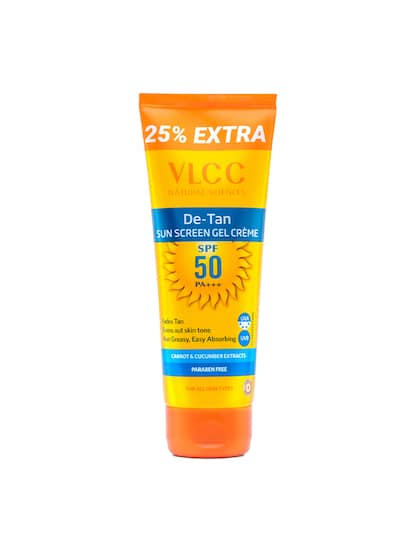 25% EXTRA
VLCC
NATURAL SCIENCES
De-Tan
SUN SCREEN GEL CRÈME
SPF
50
PA+++
Fades Tan
Evens out skin tone
Non Greasy, Easy Absorbing
UVA
UVB
CARROT & CUCUMBER EXTRACTS
PARABEN FREE
FOR ALL SKIN TYPES